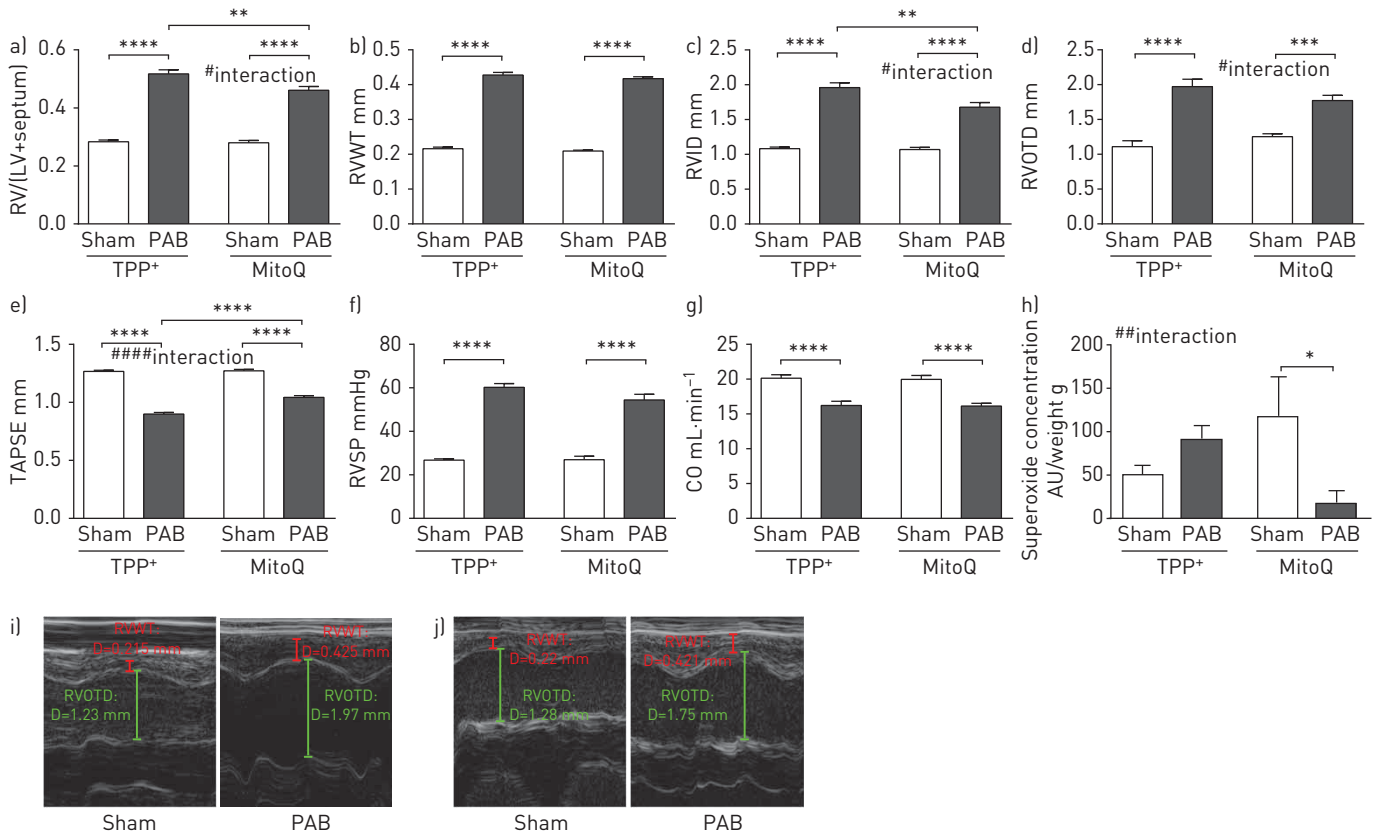 a)
RV/(LV+septum)
0.6
0.4
0.2
0.0
****
**
****
#interaction
Sham PAB Sham PAB
TPP+ MitoQ
b)
RVWT mm
0.5
0.4
0.3
0.2
0.1
0.0
****
****
Sham PAB Sham PAB
TPP+ MitoQ
c)
RVID mm
2.5
2.0
1.5
1.0
0.5
0.0
****
**
****
#interaction
Sham PAB Sham PAB
TPP+ MitoQ
d)
RVOTD mm
2.5
2.0
1.5
1.0
0.5
0.0
****
***
#interaction
Sham PAB Sham PAB
TPP+ MitoQ
e)
TAPSE mm
1.5
1.0
1.0
0.5
0.0
****
****
****
####interaction
Sham PAB Sham PAB
TPP+ MitoQ
f)
RVSP mmHg
80
60
40
20
0
****
****
Sham PAB Sham PAB
TPP+ MitoQ
g)
CO mL·min−1
25
20
15
10
5
0
****
****
Sham PAB Sham PAB
TPP+ MitoQ
h)
Superoxide concentration
AU/weight g
200
150
100
50
0
##interaction
*
Sham PAB Sham PAB
TPP+ MitoQ
i)
RVWT:
D=0.215 mm
RVOTD:
D=1.23 mm
Sham
RVWT:
D=0.425 mm
RVOTD:
D=1.97 mm
PAB
j)
RVWT:
D=0.22 mm
RVOTD:
D=1.28 mm
Sham
RVWT:
D=0.421 mm
RVOTD:
D=1.75 mm
PAB